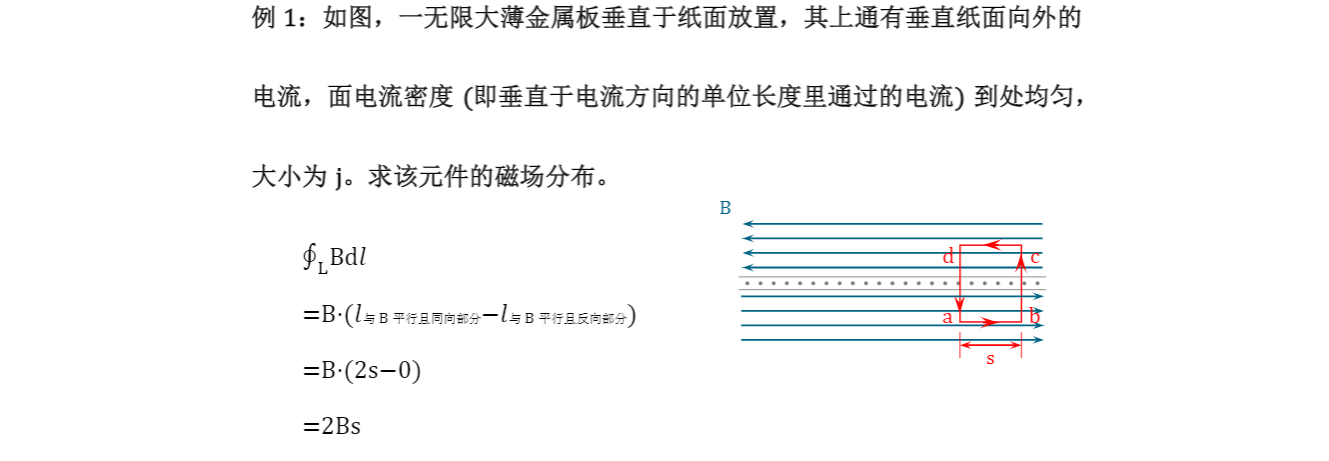 例 1：如图，一无限大薄金属板垂直于纸面放置，其上通有垂直纸面向外的
电流，面电流密度 (即垂直于电流方向的单位长度里通过的电流) 到处均匀，
大小为 j。求该元件的磁场分布。
B
∮LBdl
d
c
=B·(l与 B 平行且同向部分−l与 B 平行且反向部分)
a
b
s
=B·(2s−0)
=2Bs